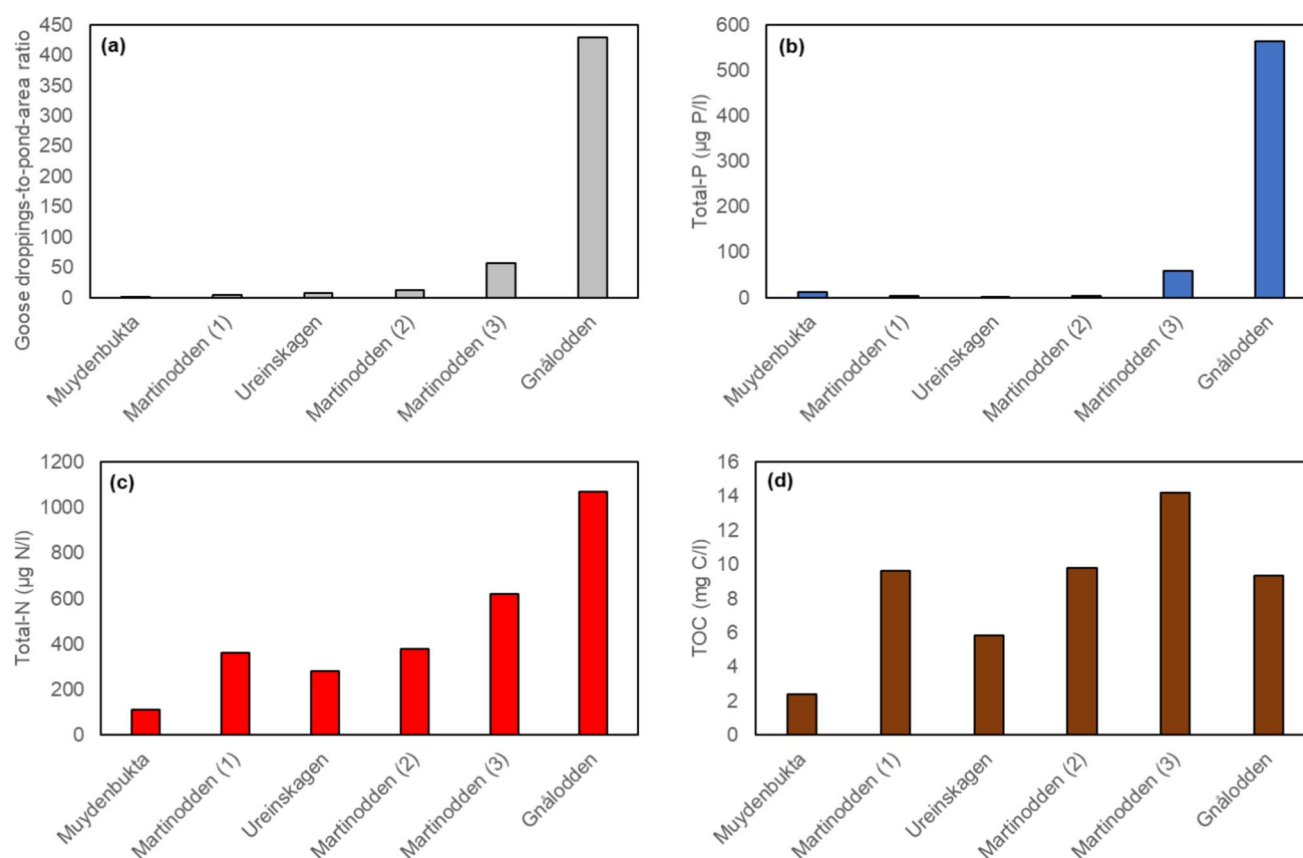 (a)
Goose droppings-to-pond-area ratio
450
400
350
300
250
200
150
100
50
0
Muydenbukta
Martinodden (1)
Ureinskagen
Martinodden (2)
Martinodden (3)
Gnålodden
(b)
Total-P (µg P/l)
600
500
400
300
200
100
0
Muydenbukta
Martinodden (1)
Ureinskagen
Martinodden (2)
Martinodden (3)
Gnålodden
(c)
Total-N (µg N/l)
1200
1000
800
600
400
200
0
Muydenbukta
Martinodden (1)
Ureinskagen
Martinodden (2)
Martinodden (3)
Gnålodden
(d)
TOC (mg C/l)
16
14
12
10
8
6
4
2
0
Muydenbukta
Martinodden (1)
Ureinskagen
Martinodden (2)
Martinodden (3)
Gnålodden